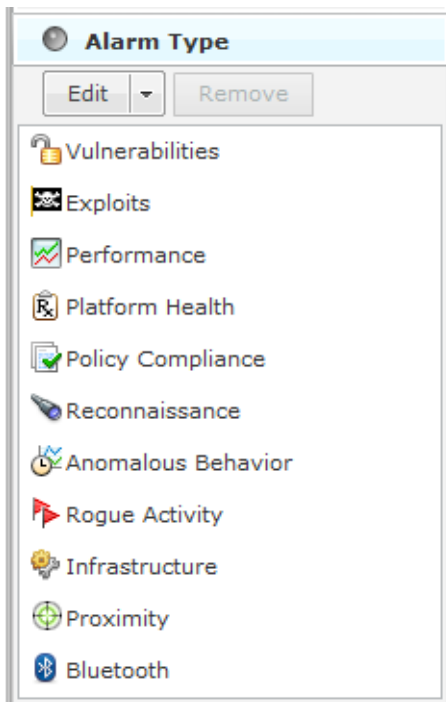 Alarm Type
Edit Remove
Vulnerabilities
Exploits
Performance
Platform Health
Policy Compliance
Reconnaissance
Anomalous Behavior
Rogue Activity
Infrastructure
Proximity
Bluetooth